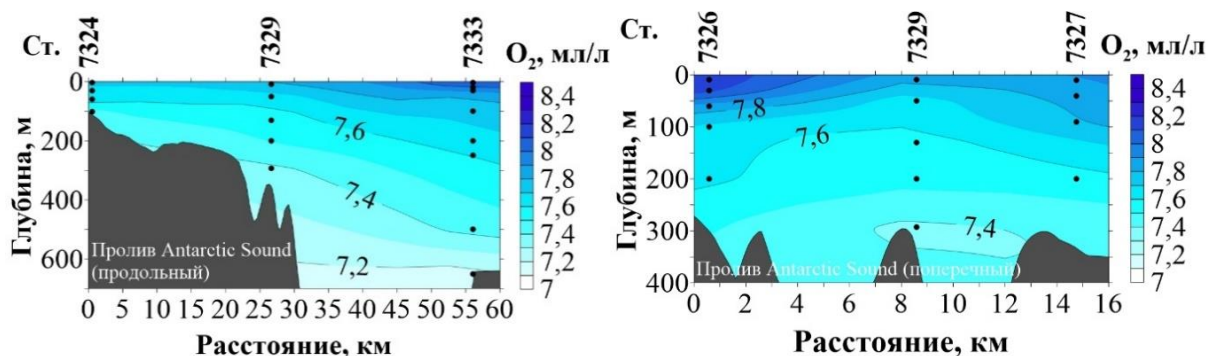 Ст.
7324
7329
7333
O₂, мл/л
Глубина, м
0
200
400
600
7,6
7,4
7,2
Пролив Antarctic Sound
(продольный)
8,4
8,2
8
7,8
7,6
7,4
7,2
7
0 5 10 15 20 25 30 35 40 45 50 55 60
Расстояние, км
Ст.
7326
7329
7327
O₂, мл/л
Глубина, м
0
100
200
300
400
7,8
7,6
7,4
Пролив Antarctic Sound (поперечный)
8,4
8,2
8
7,8
7,6
7,4
7,2
7
0 2 4 6 8 10 12 14 16
Расстояние, км